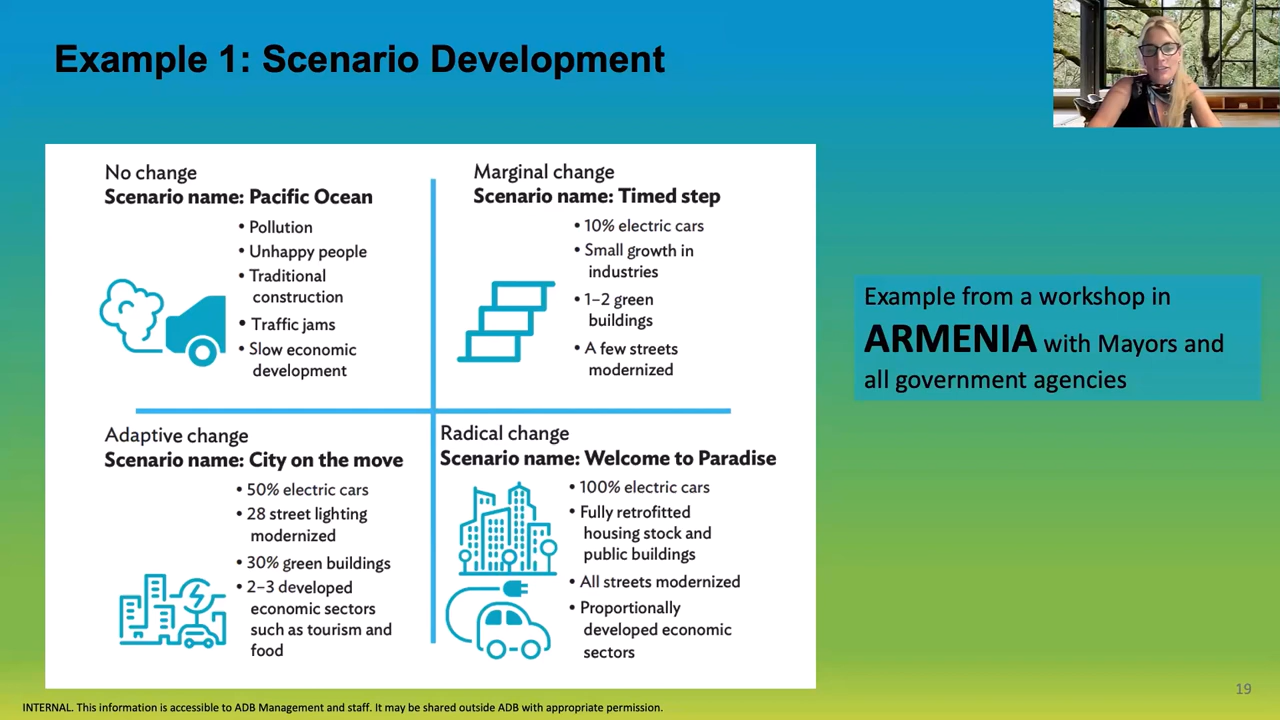 Example 1: Scenario Development
No change
Scenario name: Pacific Ocean
• Pollution
• Unhappy people
• Traditional
construction
• Traffic jams
• Slow economic
development
Marginal change
Scenario name: Timed step
• 10% electric cars
• Small growth in
industries
• 1–2 green
buildings
• A few streets
modernized
Adaptive change
Scenario name: City on the move
• 50% electric cars
• 28 street lighting
modernized
• 30% green buildings
• 2–3 developed
economic sectors
such as tourism and
food
Radical change
Scenario name: Welcome to Paradise
• 100% electric cars
• Fully retrofitted
housing stock and
public buildings
• All streets modernized
• Proportionally
developed economic
sectors
Example from a workshop in
ARMENIA with Mayors and
all government agencies
19
INTERNAL. This information is accessible to ADB Management and staff. It may be shared outside ADB with appropriate permission.